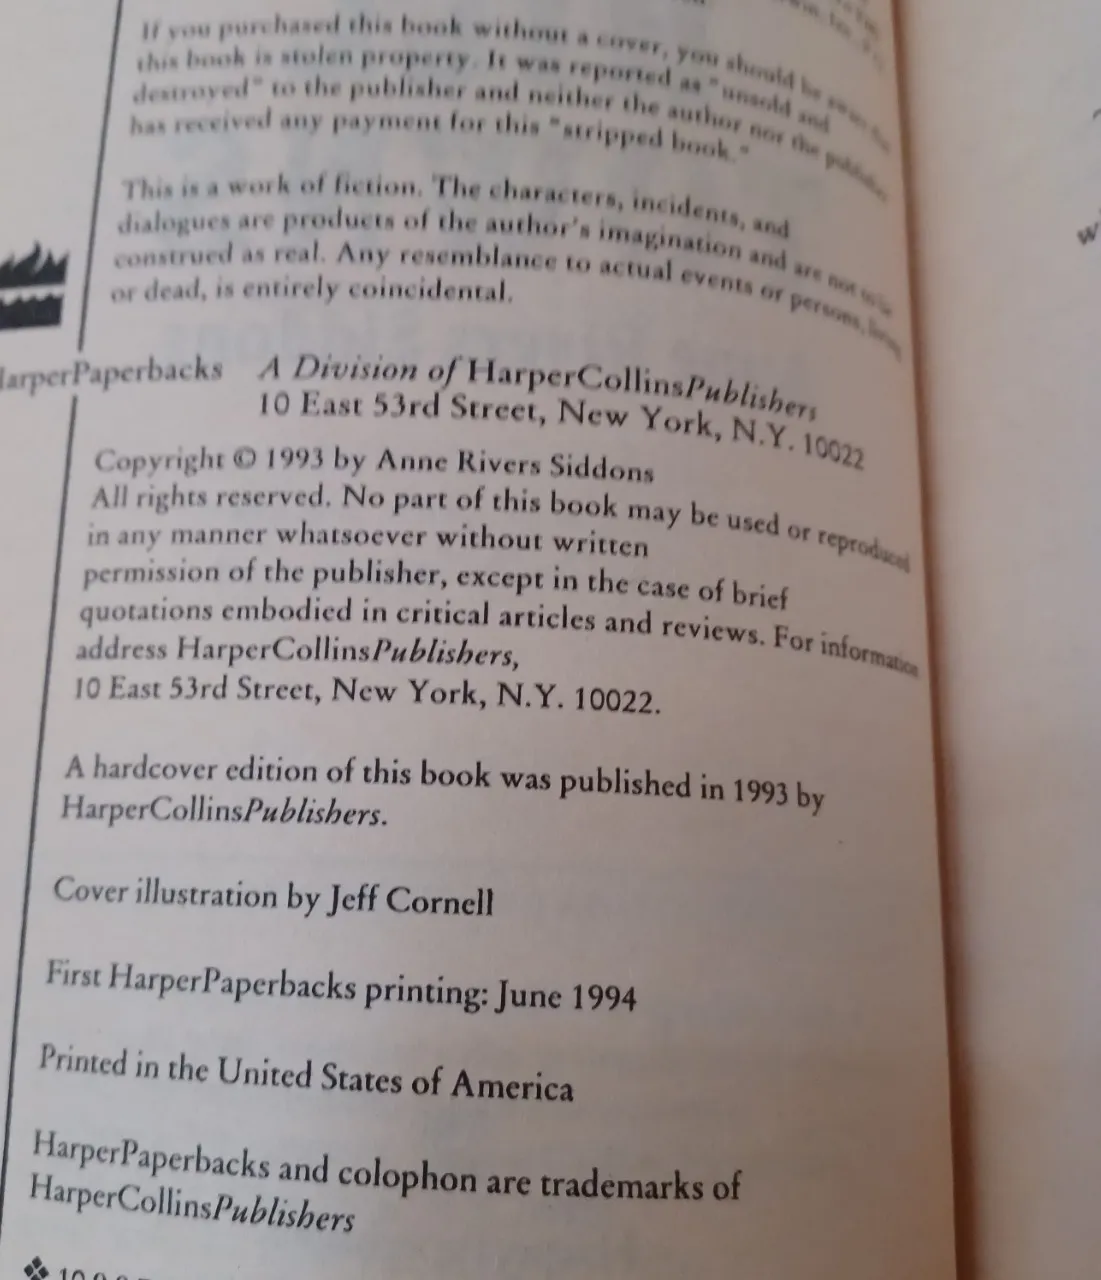 If you purchased this book without a cover, you should be aware that
this book is stolen property. It was reported as "unsold and
destroyed" to the publisher and neither the author nor the publisher
has received any payment for this "stripped book."
This is a work of fiction. The characters, incidents, and
dialogues are products of the author's imagination and are not to be
construed as real. Any resemblance to actual events or persons, living
or dead, is entirely coincidental.
HarperPaperbacks A Division of HarperCollinsPublishers
10 East 53rd Street, New York, N.Y. 10022
Copyright © 1993 by Anne Rivers Siddons
All rights reserved. No part of this book may be used or reproduced
in any manner whatsoever without written
permission of the publisher, except in the case of brief
quotations embodied in critical articles and reviews. For information
address HarperCollinsPublishers,
10 East 53rd Street, New York, N.Y. 10022.
A hardcover edition of this book was published in 1993 by
HarperCollinsPublishers.
Cover illustration by Jeff Cornell
First HarperPaperbacks printing: June 1994
Printed in the United States of America
HarperPaperbacks and colophon are trademarks of
HarperCollinsPublishers